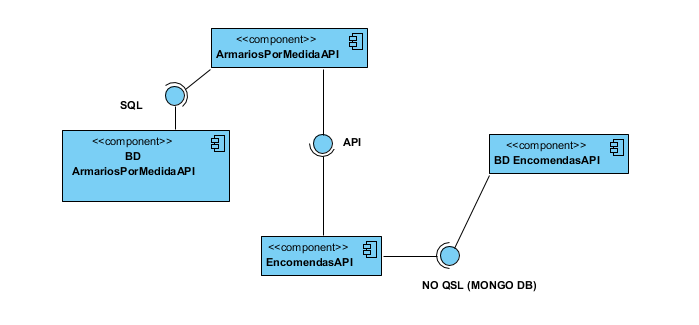 <<component>>
ArmariosPorMedidaAPI
SQL
<<component>>
BD
ArmariosPorMedidaAPI
API
<<component>>
BD EncomendasAPI
<<component>>
EncomendasAPI
NO QSL (MONGO DB)